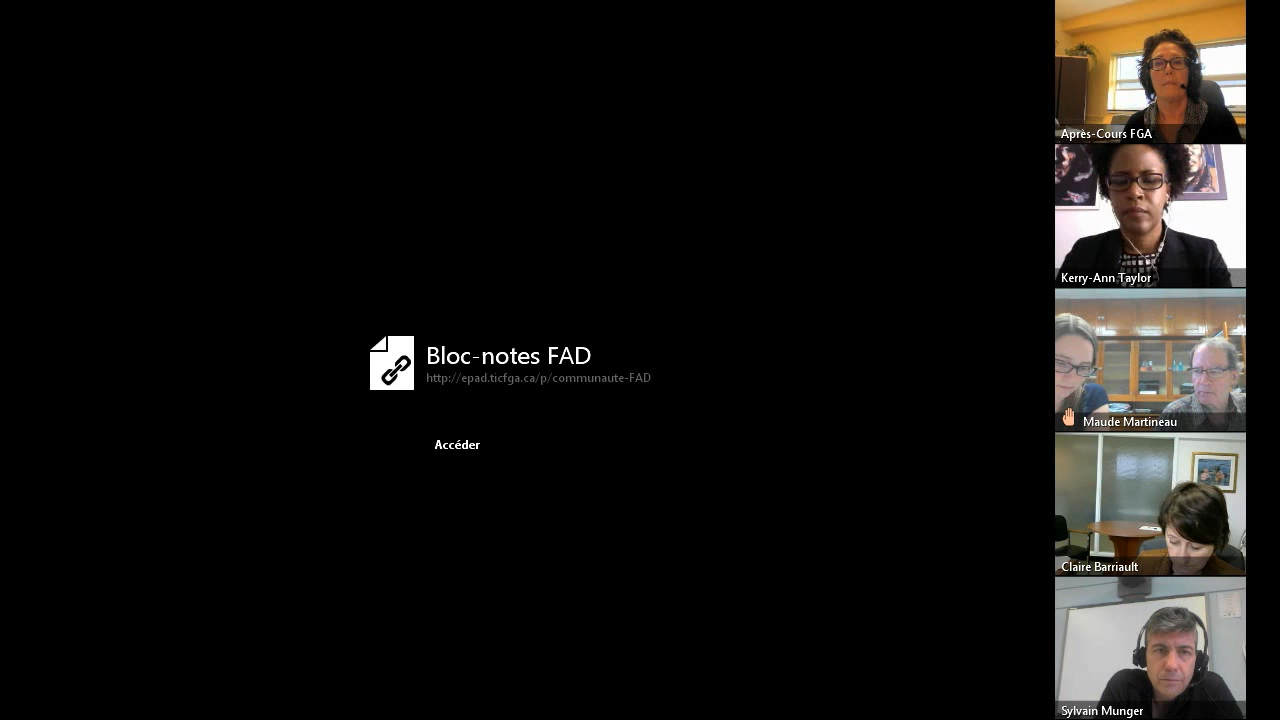 Bloc-notes FAD
http://epad.ticfga.ca/p/communaute-FAD
Accéder
Après-Cours FGA
Kerry-Ann Taylor
Maude Martineau
Claire Barriault
Sylvain Munger